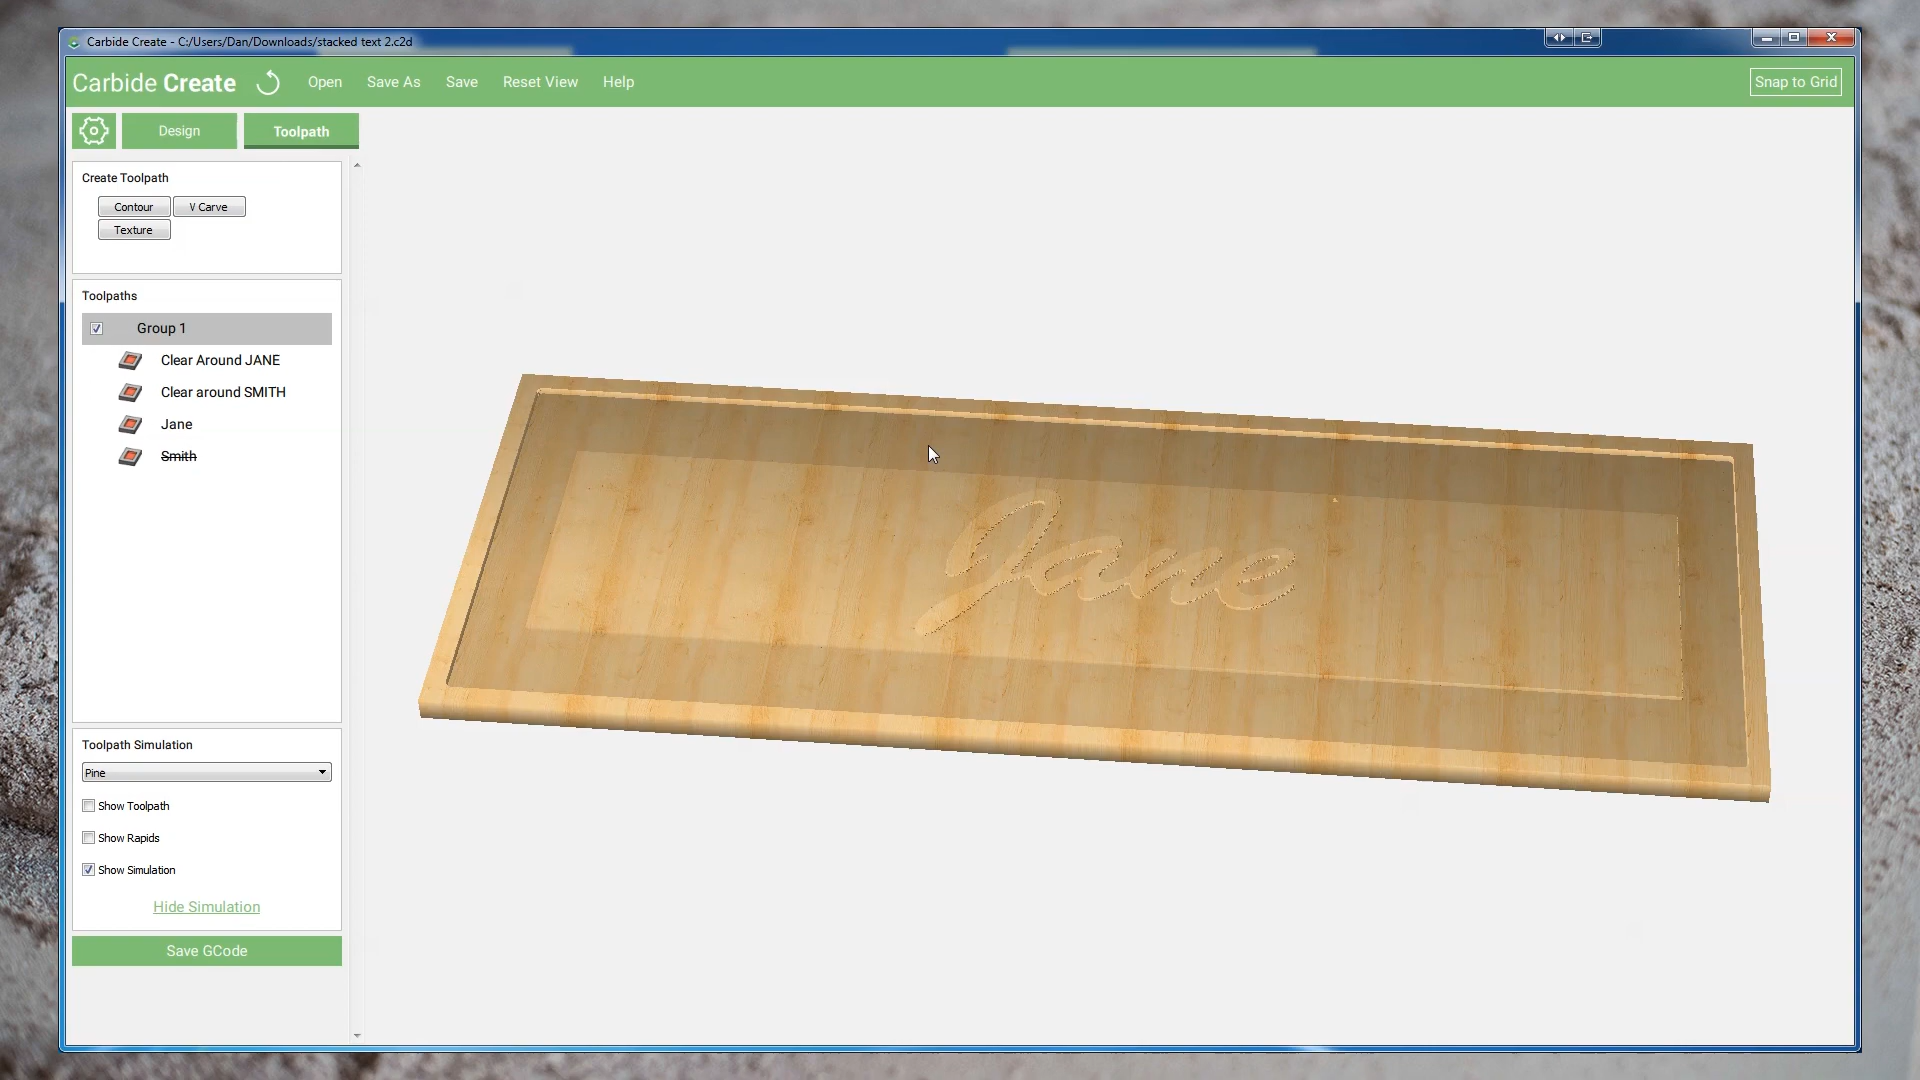 Carbide Create - C:/Users/Dan/Downloads/stacked text 2.c2d
Carbide Create Open Save As Save Reset View Help Snap to Grid
Design Toolpath
Create Toolpath
Contour V Carve
Texture
Toolpaths
Group 1
Clear Around JANE
Clear around SMITH
Jane
Smith
Jane
Toolpath Simulation
Pine
Show Toolpath
Show Rapids
Show Simulation
Hide Simulation
Save GCode